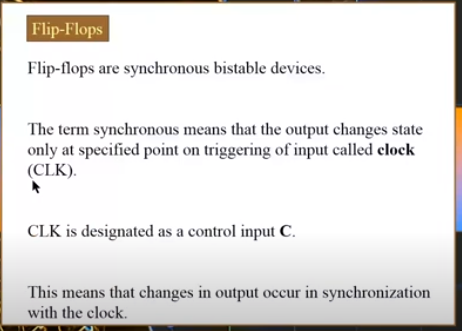 Flip-Flops
Flip-flops are synchronous bistable devices.
The term synchronous means that the output changes state
only at specified point on triggering of input called clock
(CLK).
CLK is designated as a control input C.
This means that changes in output occur in synchronization
with the clock.